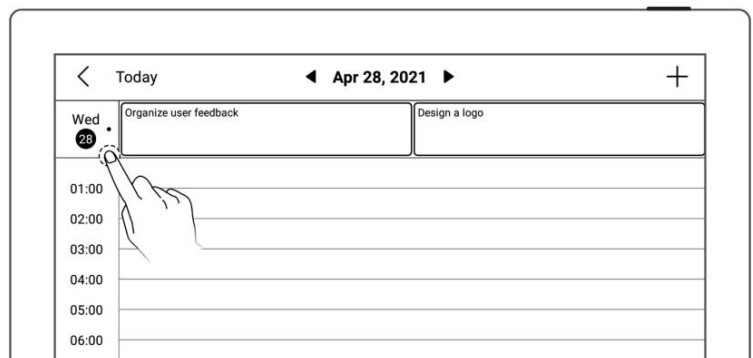 Today
Apr 28, 2021
Wed
28
Organize user feedback
Design a logo
01:00
02:00
03:00
04:00
05:00
06:00